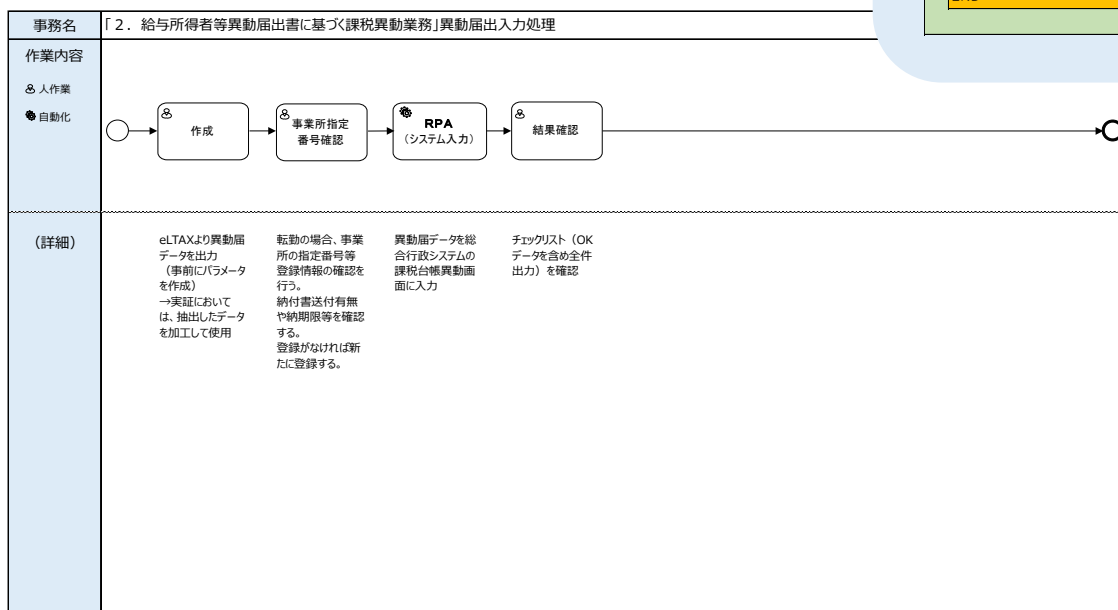 事務名
「２．給与所得者等異動届出書に基づく課税異動業務」異動届出入力処理
作業内容
人作業
自動化
作成
事業所指定
番号確認
RPA
（システム入力）
結果確認
（詳細）
eLTAXより異動届
データを出力
（事前にパラメータ
を作成）
→実証において
は、抽出したデータ
を加工して使用
転勤の場合、事業
所の指定番号等
登録情報の確認を
行う。
納付書送付有無
や納期限等を確認
する。
登録がなければ新
たに登録する。
異動届データを総
合行政システムの
課税台帳異動画
面に入力
チェックリスト（OK
データを含め全件
出力）を確認